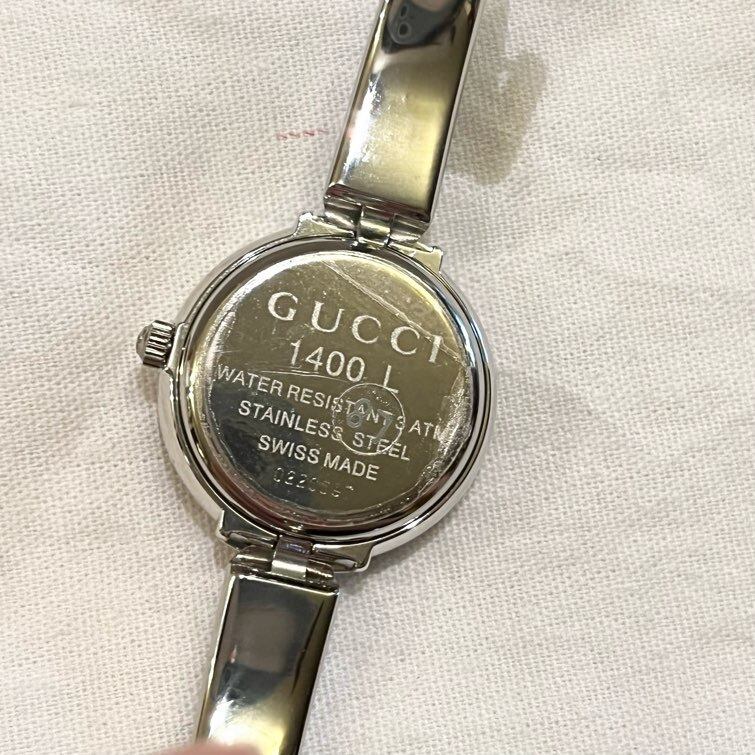 GUCCI
1400 L
WATER RESISTANT 3 ATM
STAINLESS STEEL
SWISS MADE